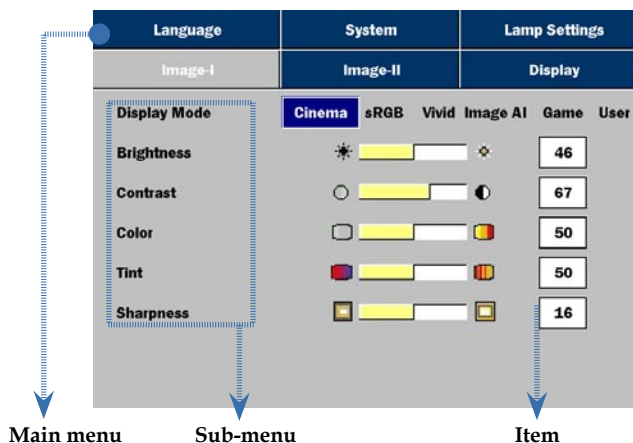 Language System Lamp Settings
Image-I Image-II Display
Display Mode Cinema sRGB Vivid Image AI Game User
Brightness 46
Contrast 67
Color 50
Tint 50
Sharpness 16
Main menu Sub-menu Item